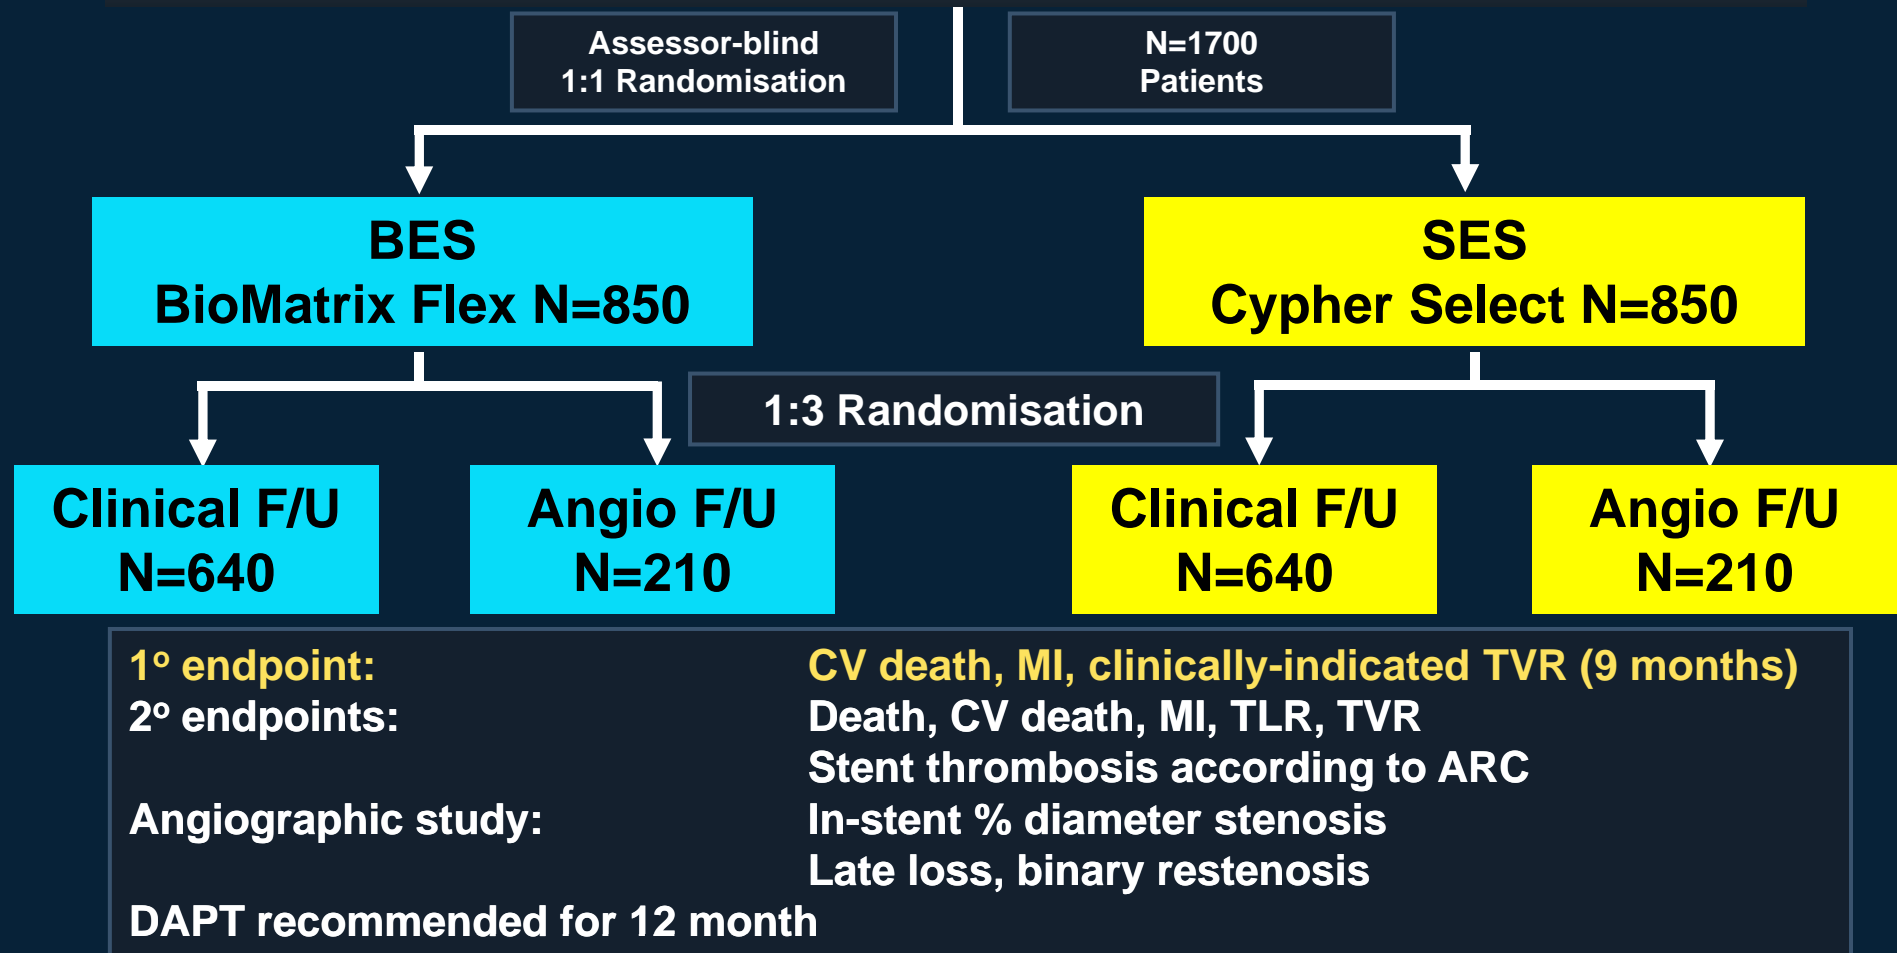 Assessor-blind
1:1 Randomisation
N=1700
Patients
BES
BioMatrix Flex N=850
SES
Cypher Select N=850
1:3 Randomisation
Clinical F/U
N=640
Angio F/U
N=210
Clinical F/U
N=640
Angio F/U
N=210
1º endpoint: CV death, MI, clinically-indicated TVR (9 months)
2º endpoints: Death, CV death, MI, TLR, TVR
Stent thrombosis according to ARC
Angiographic study: In-stent % diameter stenosis
Late loss, binary restenosis
DAPT recommended for 12 month